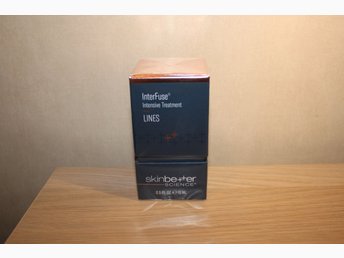 InterFuse®
Intensive Treatment
LINES
skinbetter
SCIENCE®